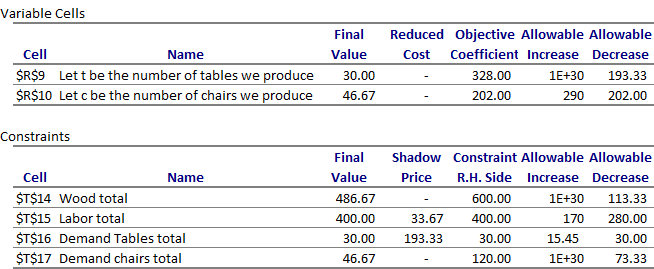 Variable Cells
Final Reduced Objective Allowable Allowable
Cell Name Value Cost Coefficient Increase Decrease
$R$9 Let t be the number of tables we produce 30.00 - 328.00 1E+30 193.33
$R$10 Let c be the number of chairs we produce 46.67 - 202.00 290 202.00
Constraints
Final Shadow Constraint Allowable Allowable
Cell Name Value Price R.H. Side Increase Decrease
$T$14 Wood total 486.67 - 600.00 1E+30 113.33
$T$15 Labor total 400.00 33.67 400.00 170 280.00
$T$16 Demand Tables total 30.00 193.33 30.00 15.45 30.00
$T$17 Demand chairs total 46.67 - 120.00 1E+30 73.33